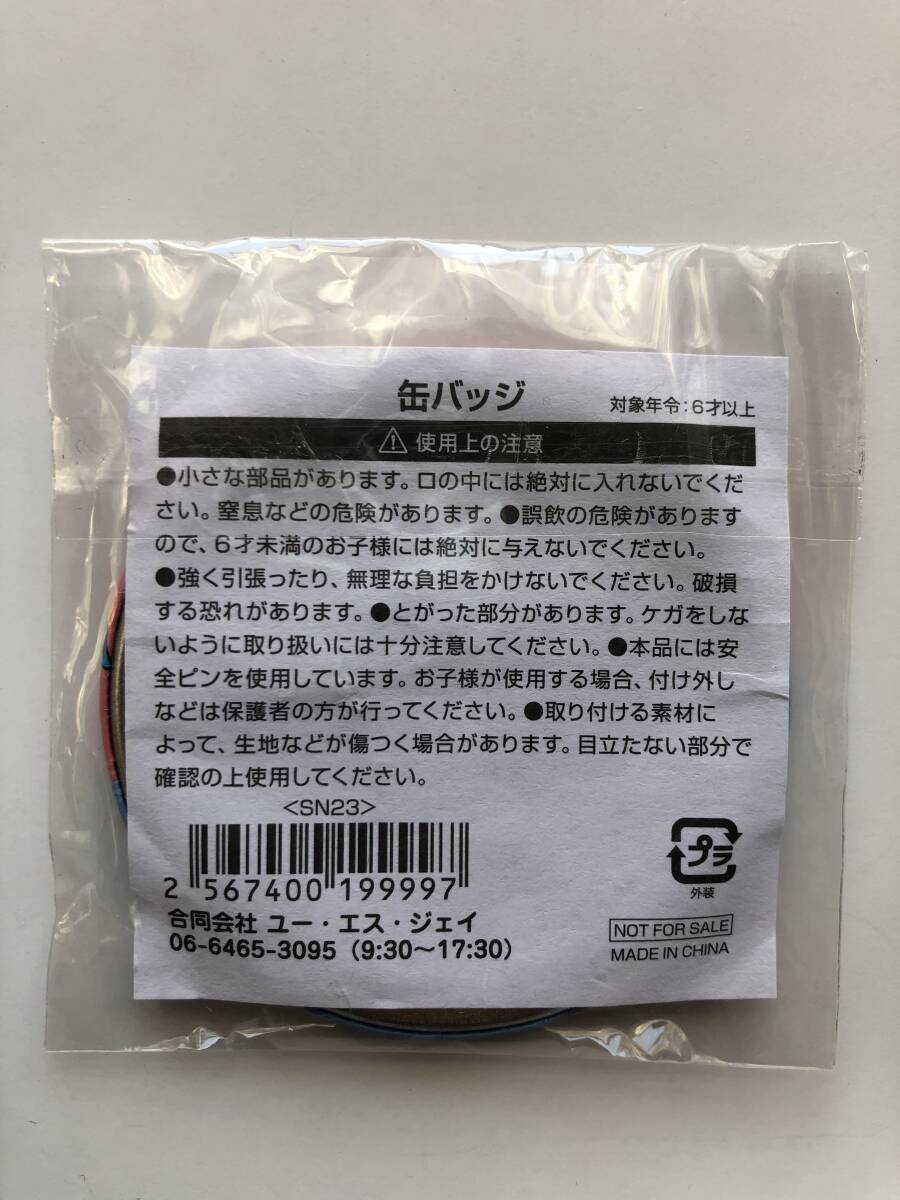 缶バッジ
対象年令:6才以上
⚠使用上の注意
●小さな部品があります。口の中には絶対に入れないでくだ
さい。窒息などの危険があります。●誤飲の危険があります
ので、6才未満のお子様には絶対に与えないでください。
●強く引張ったり、無理な負担をかけないでください。破損
する恐れがあります。●とがった部分があります。ケガをしな
いように取り扱いには十分注意してください。●本品には安
全ピンを使用しています。お子様が使用する場合、付け外し
などは保護者の方が行ってください。●取り付ける素材に
よって、生地などが傷つく場合があります。目立たない部分で
確認の上使用してください。
<SN23>
2 567400 199997
合同会社 ユー・エス・ジェイ
06-6465-3095 (9:30〜17:30)
プラ
外装
NOT FOR SALE
MADE IN CHINA